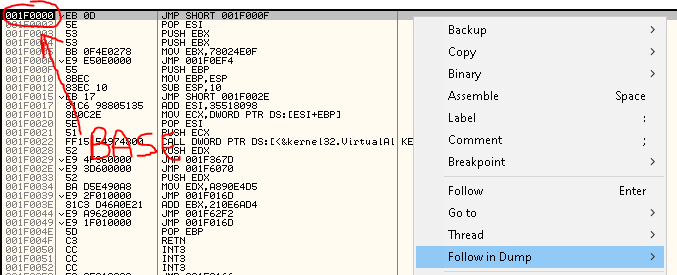 001F0000 EB 0D JMP SHORT 001F000F
5E POP ESI
53 PUSH EBX
53 PUSH EBX
BB 0F4E0278 MOV EBX,78024E0F
E9 E50E0000 JMP 001F0EF4
001F000F 55 PUSH EBP
001F0010 8BEC MOV EBP,ESP
001F0012 83EC 10 SUB ESP,10
001F0015 EB 17 JMP SHORT 001F002E
001F0017 81C6 98805135 ADD ESI,35518098
001F001D 8B0C2E MOV ECX,DWORD PTR DS:[ESI+EBP]
001F0020 5E POP ESI
001F0021 51 PUSH ECX
001F0022 CALL DWORD PTR DS:[<&kernel32.VirtualAl KE
001F0028 52 PUSH EDX
001F0029 E9 4F360000 JMP 001F367D
001F002E E9 3D600000 JMP 001F6070
001F0033 52 PUSH EDX
001F0034 BA D5E490A8 MOV EDX,A890E4D5
001F0039 E9 2F010000 JMP 001F016D
001F003E 81C3 D46A0E21 ADD EBX,210E6AD4
001F0044 E9 A9620000 JMP 001F62F2
001F0049 E9 1F010000 JMP 001F016D
001F004E 5D POP EBP
001F004F C3 RETN
001F0050 CC INT3
001F0051 CC INT3
001F0052 CC INT3
BASE
Backup
Copy
Binary
Assemble Space
Label :
Comment ;
Breakpoint
Follow Enter
Go to
Thread
Follow in Dump